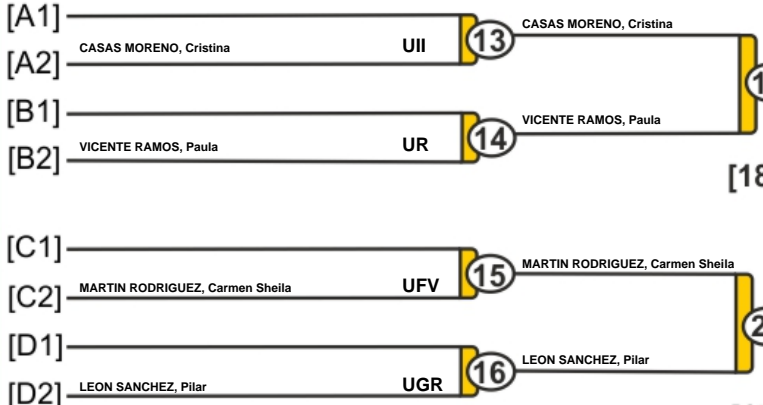 [A1]
CASAS MORENO, Cristina
[A2] CASAS MORENO, Cristina UII 13
[B1]
VICENTE RAMOS, Paula
[B2] VICENTE RAMOS, Paula UR 14
[C1]
MARTIN RODRIGUEZ, Carmen Sheila
[C2] MARTIN RODRIGUEZ, Carmen Sheila UFV 15
[D1]
LEON SANCHEZ, Pilar
[D2] LEON SANCHEZ, Pilar UGR 16